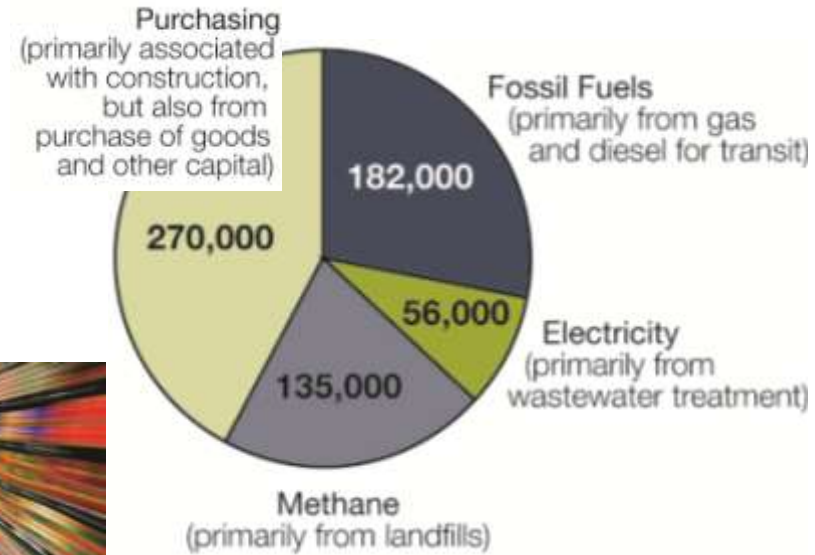 Purchasing
(primarily associated
with construction,
but also from
purchase of goods
and other capital)
270,000
Fossil Fuels
(primarily from gas
and diesel for transit)
182,000
56,000
Electricity
(primarily from
wastewater treatment)
135,000
Methane
(primarily from landfills)